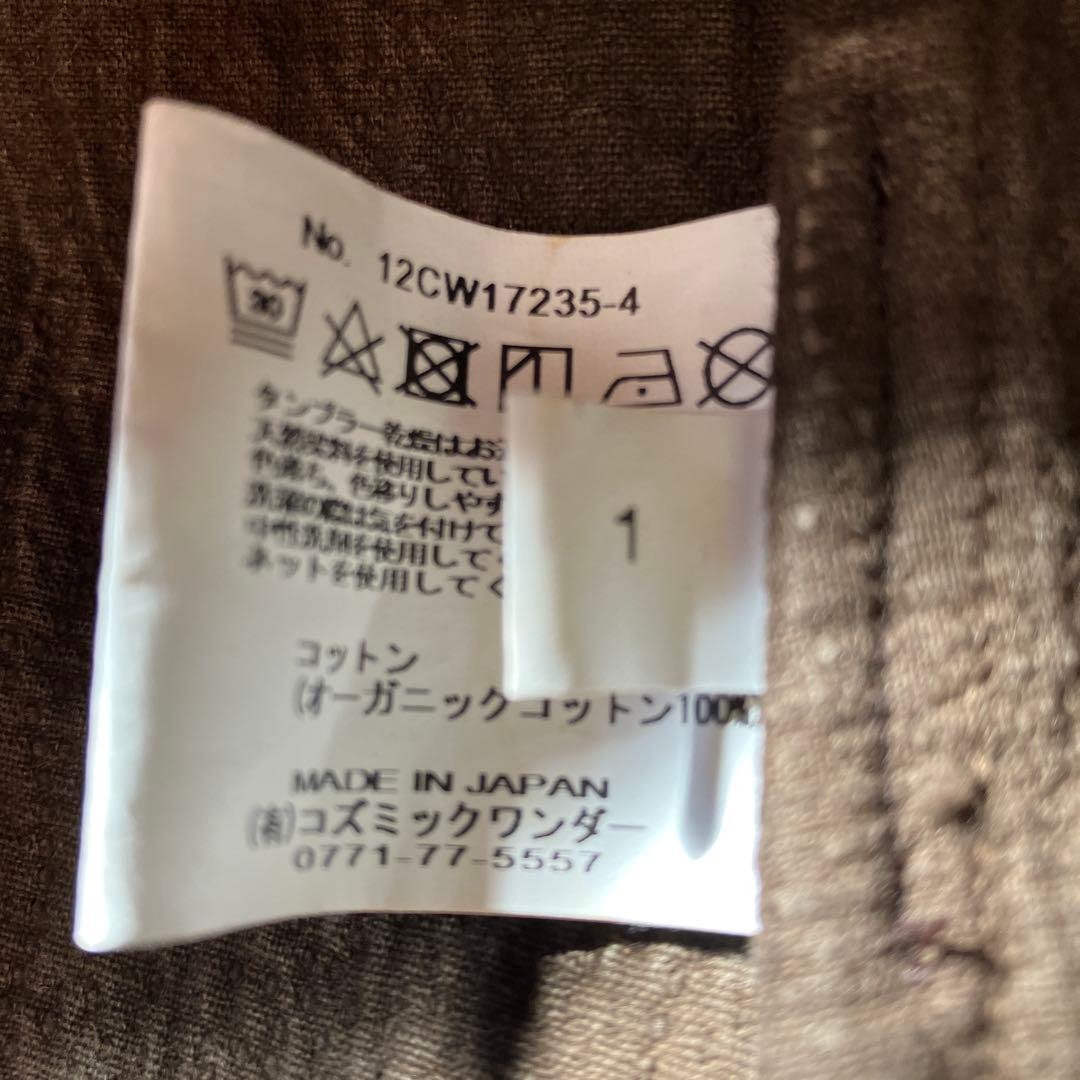 No. 12CW17235-4
30
タンブラー乾燥はお
天然染料を使用してい
色落ち、色移りしやす
洗濯の際は気を付けて
中性洗剤を使用して
ネットを使用してく
1
コットン
(オーガニックコットン100%
MADE IN JAPAN
(有)コズミックワンダー
0771-77-5557